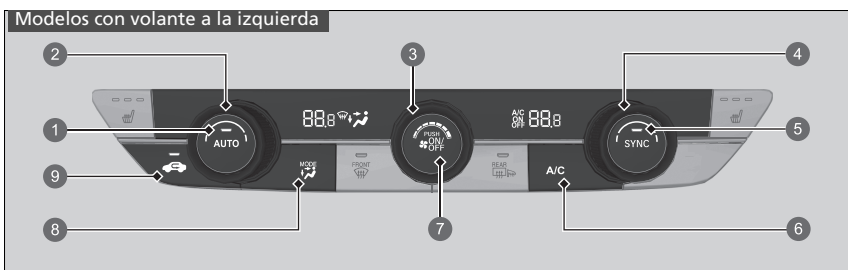 Modelos con volante a la izquierda
2
3
4
1
AUTO
88.8
PUSH
ON/
OFF
A/C
ON
OFF
88.8
SYNC
5
9
MODE
FRONT
REAR
A/C
8
7
6